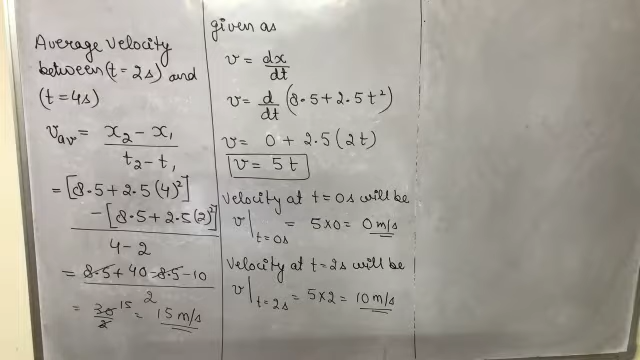 Average Velocity
between (t = 2s) and
(t = 4s)
v_av = x₂ - x₁ / t₂ - t₁
= [8.5 + 2.5(4)²]
- [8.5 + 2.5(2)²]
4 - 2
= 8.5 + 40 - 8.5 - 10
2
= 30/2 15 = 15 m/s
given as
v = dx/dt
v = d/dt (8.5 + 2.5t²)
v = 0 + 2.5(2t)
v = 5t
Velocity at t=0s will be
v|t=0s = 5×0 = 0 m/s
Velocity at t=2s will be
v|t=2s = 5×2 = 10 m/s